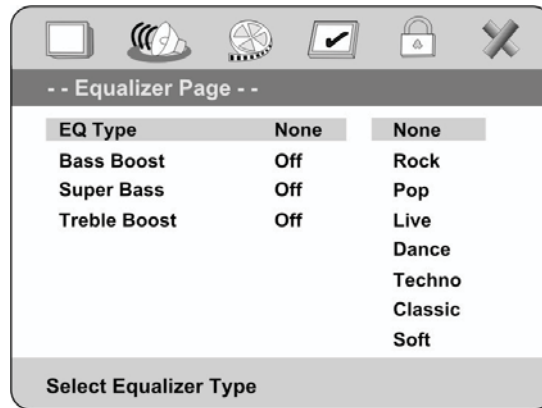 - - Equalizer Page - -
EQ Type None None
Bass Boost Off Rock
Super Bass Off Pop
Treble Boost Off Live
Dance
Techno
Classic
Soft
Select Equalizer Type